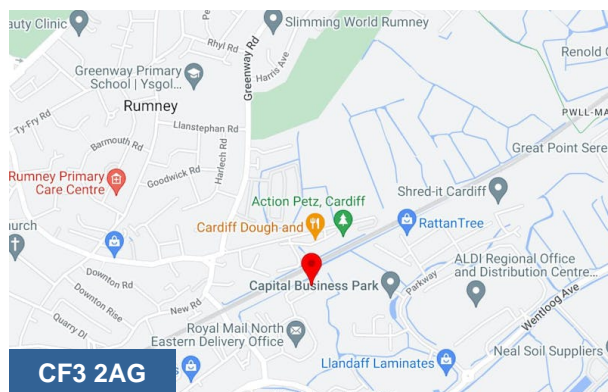 eauty Clinic
Slimming World Rumney
Rhyl Rd
Greenway Rd
Harris Ave
Renold C
Greenway Primary
School | Ysgol...
Rumney
PWLL-MA
Ty-Fry Rd
Llanstephan Rd
Barmouth Rd
Harlech Rd
Great Point Sere
Rumney Primary
Care Centre
Goodwick Rd
Shred-it Cardiff
Action Petz, Cardiff
Cardiff Dough and
RattanTree
hurch
ALDI Regional Office
and Distribution Centre...
Downton Rd
Capital Business Park
Parkway
Downton Rise
New Rd
Wentloog Ave
Quarry Dl
Royal Mail North
Eastern Delivery Office
Llandaff Laminates
Neal Soil Suppliers
CF3 2AG